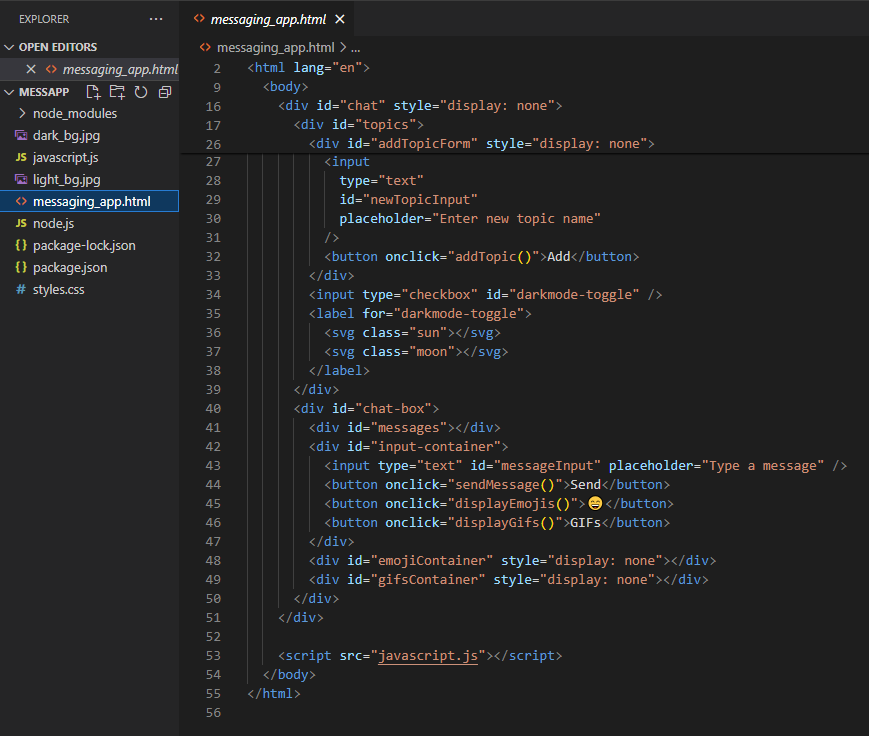 EXPLORER ...
OPEN EDITORS
messaging_app.html
MESSAPP
node_modules
dark_bg.jpg
JS javascript.js
light_bg.jpg
<> messaging_app.html
JS node.js
{} package-lock.json
{} package.json
# styles.css
<> messaging_app.html
<> messaging_app.html > ...
2 <html lang="en">
9 <body>
16 <div id="chat" style="display: none">
17 <div id="topics">
26 <div id="addTopicForm" style="display: none">
27 <input
28 type="text"
29 id="newTopicInput"
30 placeholder="Enter new topic name"
31 />
32 <button onclick="addTopic()">Add</button>
33 </div>
34 <input type="checkbox" id="darkmode-toggle" />
35 <label for="darkmode-toggle">
36 <svg class="sun"></svg>
37 <svg class="moon"></svg>
38 </label>
39 </div>
40 <div id="chat-box">
41 <div id="messages"></div>
42 <div id="input-container">
43 <input type="text" id="messageInput" placeholder="Type a message" />
44 <button onclick="sendMessage()">Send</button>
45 <button onclick="displayEmojis()">😄</button>
46 <button onclick="displayGifs()">GIFs</button>
47 </div>
48 <div id="emojiContainer" style="display: none"></div>
49 <div id="gifsContainer" style="display: none"></div>
50 </div>
51 </div>
52
53 <script src="javascript.js"></script>
54 </body>
55 </html>
56